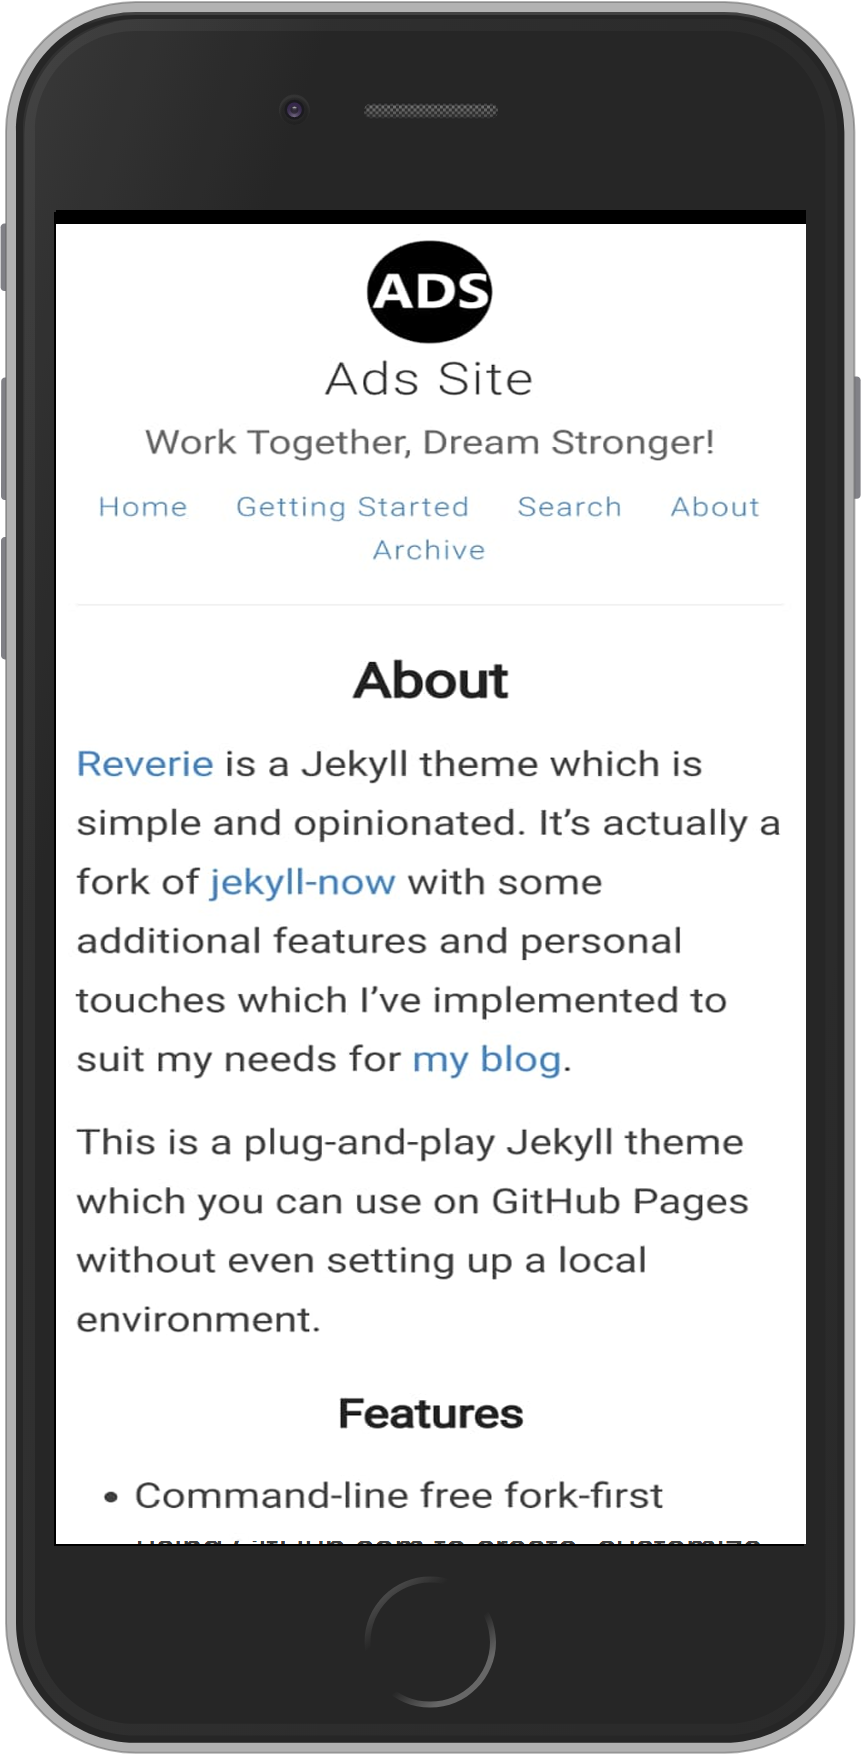 ADS
Ads Site
Work Together, Dream Stronger!
Home Getting Started Search About
Archive
About
Reverie is a Jekyll theme which is
simple and opinionated. It’s actually a
fork of jekyll-now with some
additional features and personal
touches which I’ve implemented to
suit my needs for my blog.
This is a plug-and-play Jekyll theme
which you can use on GitHub Pages
without even setting up a local
environment.
Features
• Command-line free fork-first